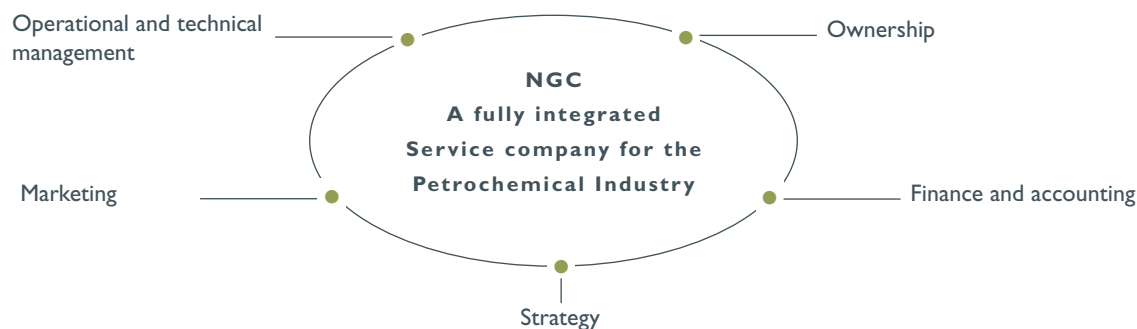 Operational and technical
management
Ownership
NGC
A fully integrated
Service company for the
Petrochemical Industry
Marketing
Finance and accounting
Strategy